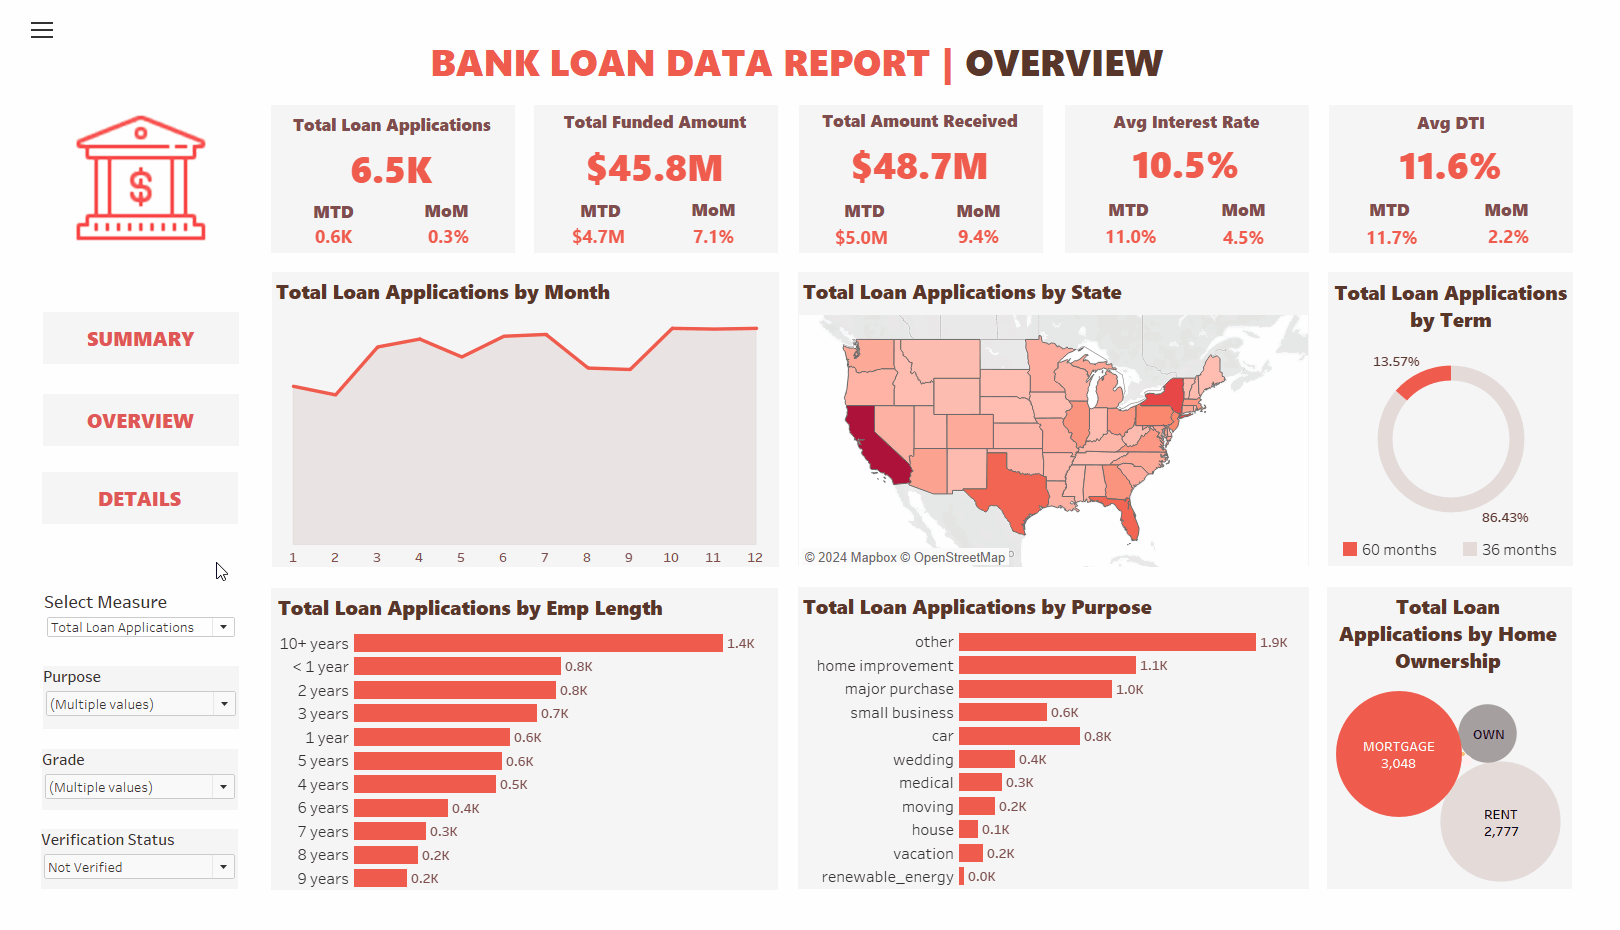 BANK LOAN DATA REPORT | OVERVIEW
$
Total Loan Applications
6.5K
MTD MoM
0.6K 0.3%
Total Funded Amount
$45.8M
MTD MoM
$4.7M 7.1%
Total Amount Received
$48.7M
MTD MoM
$5.0M 9.4%
Avg Interest Rate
10.5%
MTD MoM
11.0% 4.5%
Avg DTI
11.6%
MTD MoM
11.7% 2.2%
SUMMARY
OVERVIEW
DETAILS
Select Measure
Total Loan Applications
Purpose
(Multiple values)
Grade
(Multiple values)
Verification Status
Not Verified
Total Loan Applications by Month
1 2 3 4 5 6 7 8 9 10 11 12
Total Loan Applications by State
© 2024 Mapbox © OpenStreetMap
Total Loan Applications
by Term
13.57%
86.43%
60 months 36 months
Total Loan Applications by Emp Length
10+ years 1.4K
< 1 year 0.8K
2 years 0.8K
3 years 0.7K
1 year 0.6K
5 years 0.6K
4 years 0.5K
6 years 0.4K
7 years 0.3K
8 years 0.2K
9 years 0.2K
Total Loan Applications by Purpose
other 1.9K
home improvement 1.1K
major purchase 1.0K
small business 0.6K
car 0.8K
wedding 0.4K
medical 0.3K
moving 0.2K
house 0.1K
vacation 0.2K
renewable_energy 0.0K
Total Loan
Applications by Home
Ownership
MORTGAGE
3,048
OWN
RENT
2,777